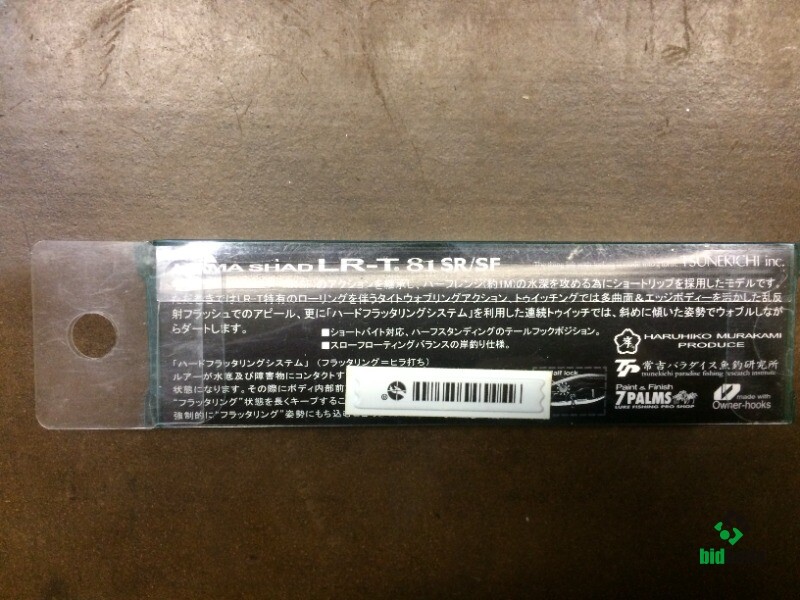 SHAD LR-T. 81 SR/SF
TSUNEKICHI inc.
のアクションを継承し、ハーフレンジ(約1M)の水深を攻める為にショートリップを採用したモデルです。
はLR-T特有のローリングを伴うタイトウォブリングアクション、トゥイッチングでは多曲面&エッジボディーを活かした乱反
射フラッシュでのアピール、更に「ハードフラッタリングシステム」を利用した連続トゥイッチでは、斜めに傾いた姿勢でウォブルしなが
らダートします。
■ショートバイト対応、ハーフスタンディングのテールフックポジション。
■スローフローティングバランスの岸釣り仕様。
HARUHIKO MURAKAMI
PRODUCE
「ハードフラッタリングシステム」(フラッタリング=ヒラ打ち)
ルアーが水底及び障害物にコンタクトす
状態になります。その際にボディ内部前
"フラッタリング"状態を長くキープするこ
強制的に"フラッタリング"姿勢にもち込
常吉パラダイス魚釣研究所
tsunekichi paradise fishing research institute
Paint & Finish
7 PALMS
LURE FISHING PRO SHOP
made with
Owner-hooks
bid